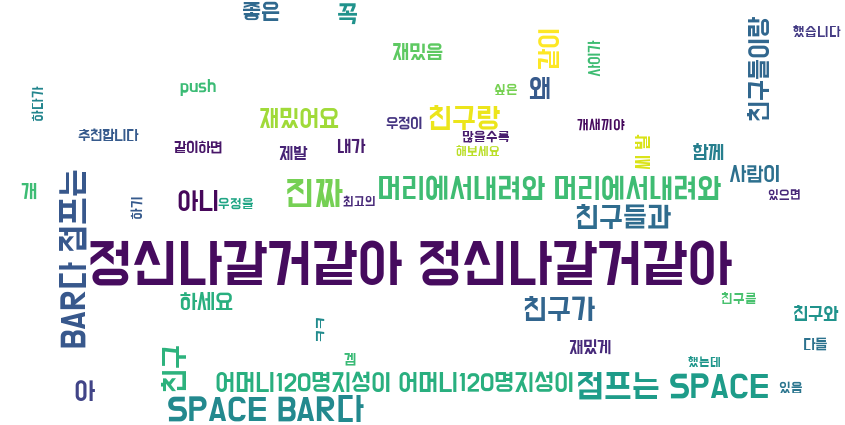 좋은
꼭
친구들이랑
했습니다
재밌음
같이
사이가
push
싶은
왜
하다가
재밌어요
우정이
친구랑
개새끼야
추천합니다
많을수록
같이하면
제발
내가
해보세요
씨발
함께
사람이
개
진짜
머리에서내려와 머리에서내려와
있으면
하기
아니
우정을
최고의
친구들과
BAR다 점프는
정신나갈거같아 정신나갈거같아
하세요
친구가
친구를
친구와
ㅋㅋ
재밌게
다들
친구
겜
챘는데
아
어머니120명지성이 어머니120명지성이
점프는 SPACE
있음
SPACE BAR다